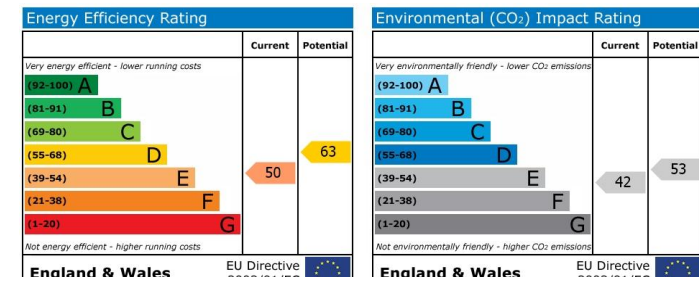 Energy Efficiency Rating
Current Potential
Very energy efficient - lower running costs
(92-100) A
(81-91) B
(69-80) C
(55-68) D
(39-54) E
(21-38) F
(1-20) G
50
63
Not energy efficient - higher running costs
England & Wales
EU Directive
Environmental (CO₂) Impact Rating
Current Potential
Very environmentally friendly - lower CO₂ emissions
(92-100) A
(81-91) B
(69-80) C
(55-68) D
(39-54) E
(21-38) F
(1-20) G
42
53
Not environmentally friendly - higher CO₂ emissions
England & Wales
EU Directive